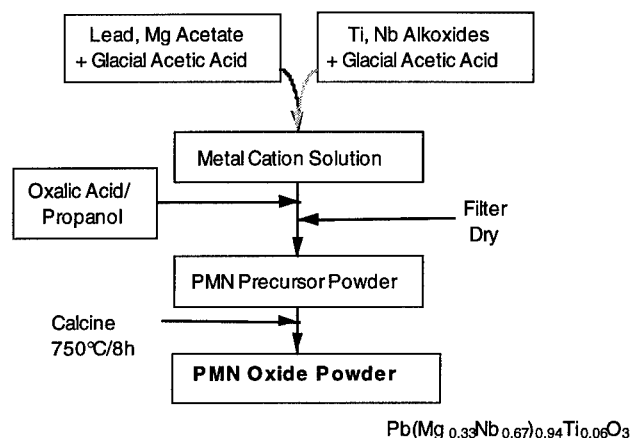 Lead, Mg Acetate
+ Glacial Acetic Acid
Ti, Nb Alkoxides
+ Glacial Acetic Acid
Metal Cation Solution
Oxalic Acid/
Propanol
Filter
Dry
PMN Precursor Powder
Calcine
750°C/8h
PMN Oxide Powder
Pb(Mg0.33Nb0.67)0.94Ti0.06O3